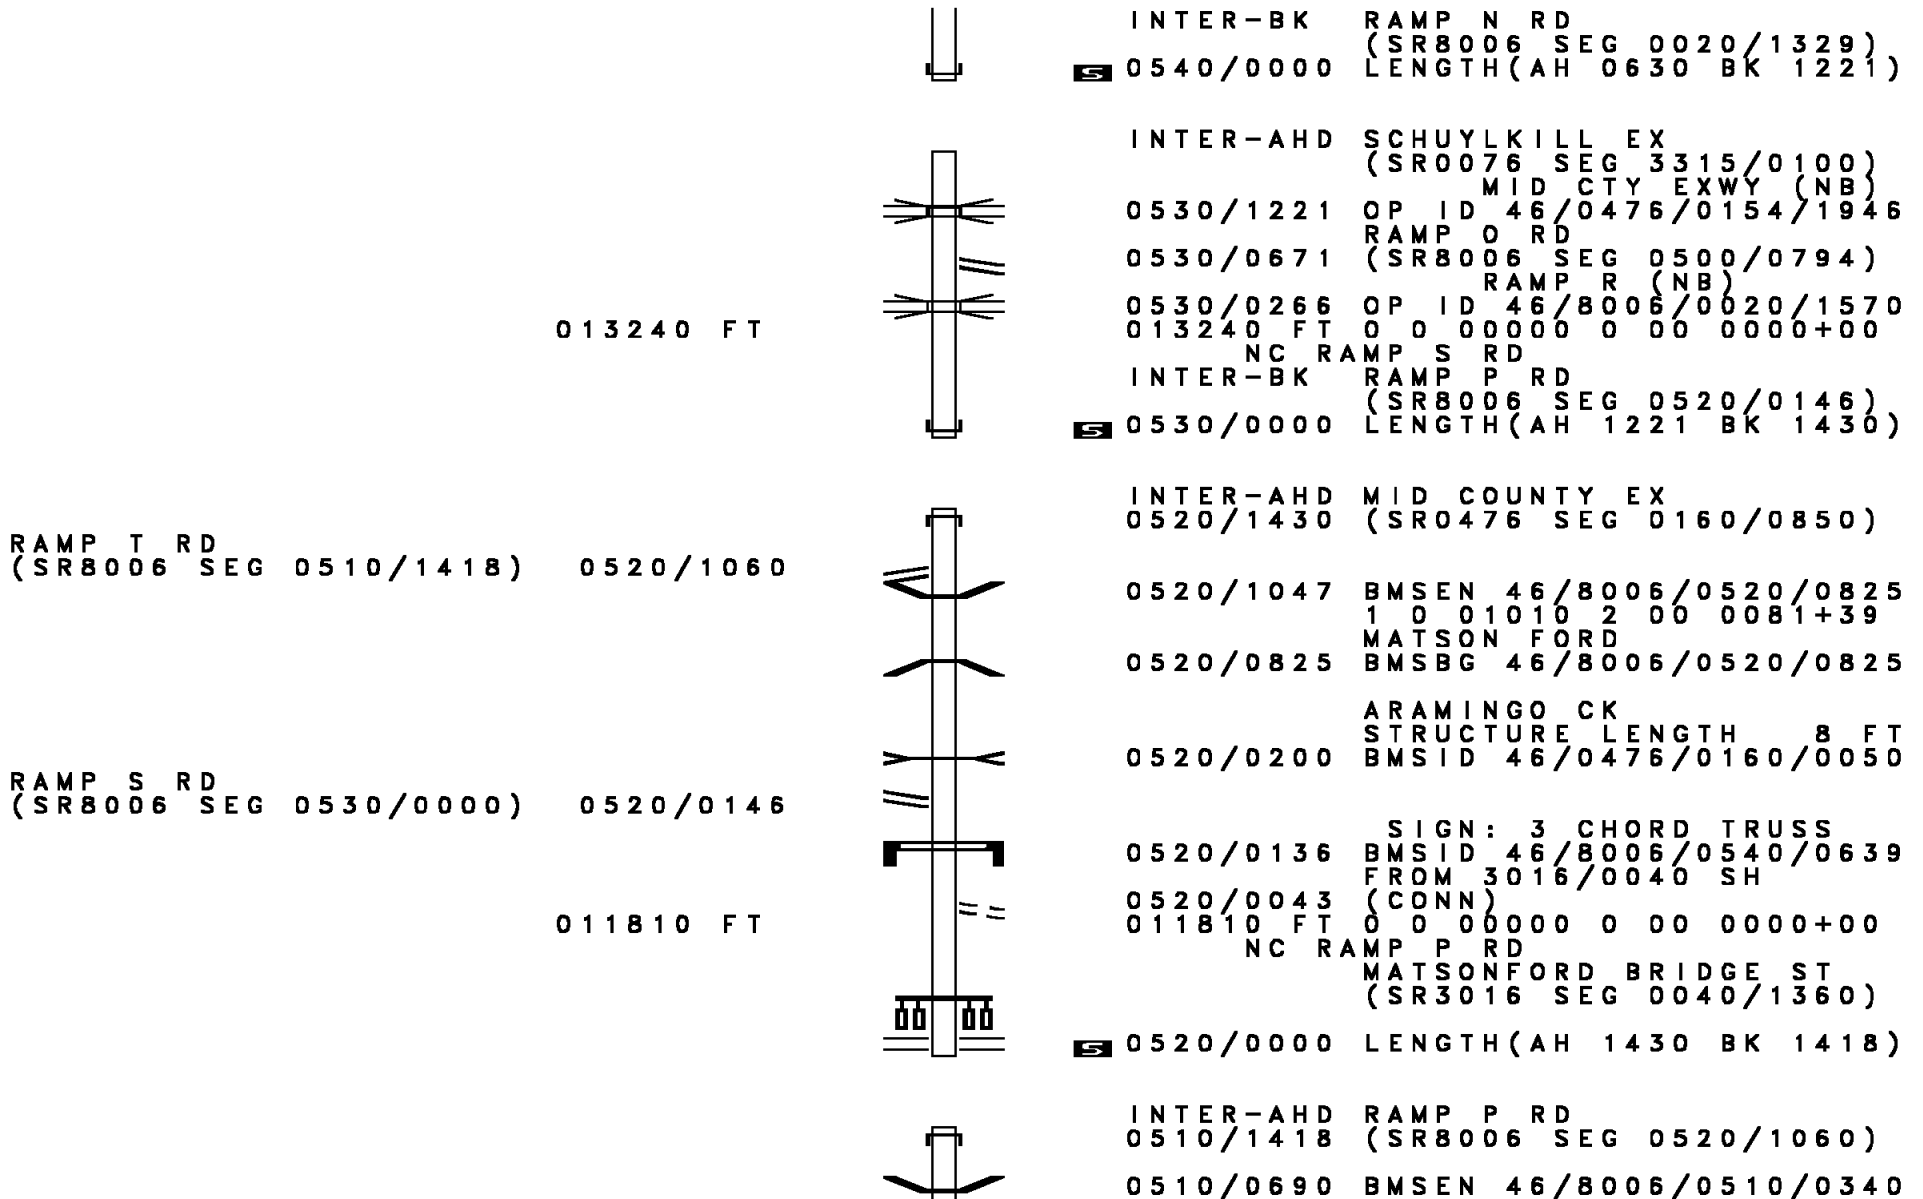 INTER-BK RAMP N RD
(SR8006 SEG 0020/1329)
S 0540/0000 LENGTH(AH 0630 BK 1221)
INTER-AHD SCHUYLKILL EX
(SR0076 SEG 3315/0100)
MID CTY EXWY (NB)
0530/1221 OP ID 46/0476/0154/1946
RAMP O RD
0530/0671 (SR8006 SEG 0500/0794)
RAMP R (NB)
0530/0266 OP ID 46/8006/0020/1570
013240 FT 013240 FT 0 0 00000 0 00 0000+00
NC RAMP S RD
INTER-BK RAMP P RD
(SR8006 SEG 0520/0146)
S 0530/0000 LENGTH(AH 1221 BK 1430)
INTER-AHD MID COUNTY EX
0520/1430 (SR0476 SEG 0160/0850)
RAMP T RD
(SR8006 SEG 0510/1418) 0520/1060
0520/1047 BMSEN 46/8006/0520/0825
1 0 01010 2 00 0081+39
MATSON FORD
0520/0825 BMSBG 46/8006/0520/0825
ARAMINGO CK
STRUCTURE LENGTH 8 FT
0520/0200 BMSID 46/0476/0160/0050
RAMP S RD
(SR8006 SEG 0530/0000) 0520/0146
SIGN: 3 CHORD TRUSS
0520/0136 BMSID 46/8006/0540/0639
FROM 3016/0040 SH
0520/0043 (CONN)
011810 FT 011810 FT 0 0 00000 0 00 0000+00
NC RAMP P RD
MATSONFORD BRIDGE ST
(SR3016 SEG 0040/1360)
S 0520/0000 LENGTH(AH 1430 BK 1418)
INTER-AHD RAMP P RD
0510/1418 (SR8006 SEG 0520/1060)
0510/0690 BMSEN 46/8006/0510/0340